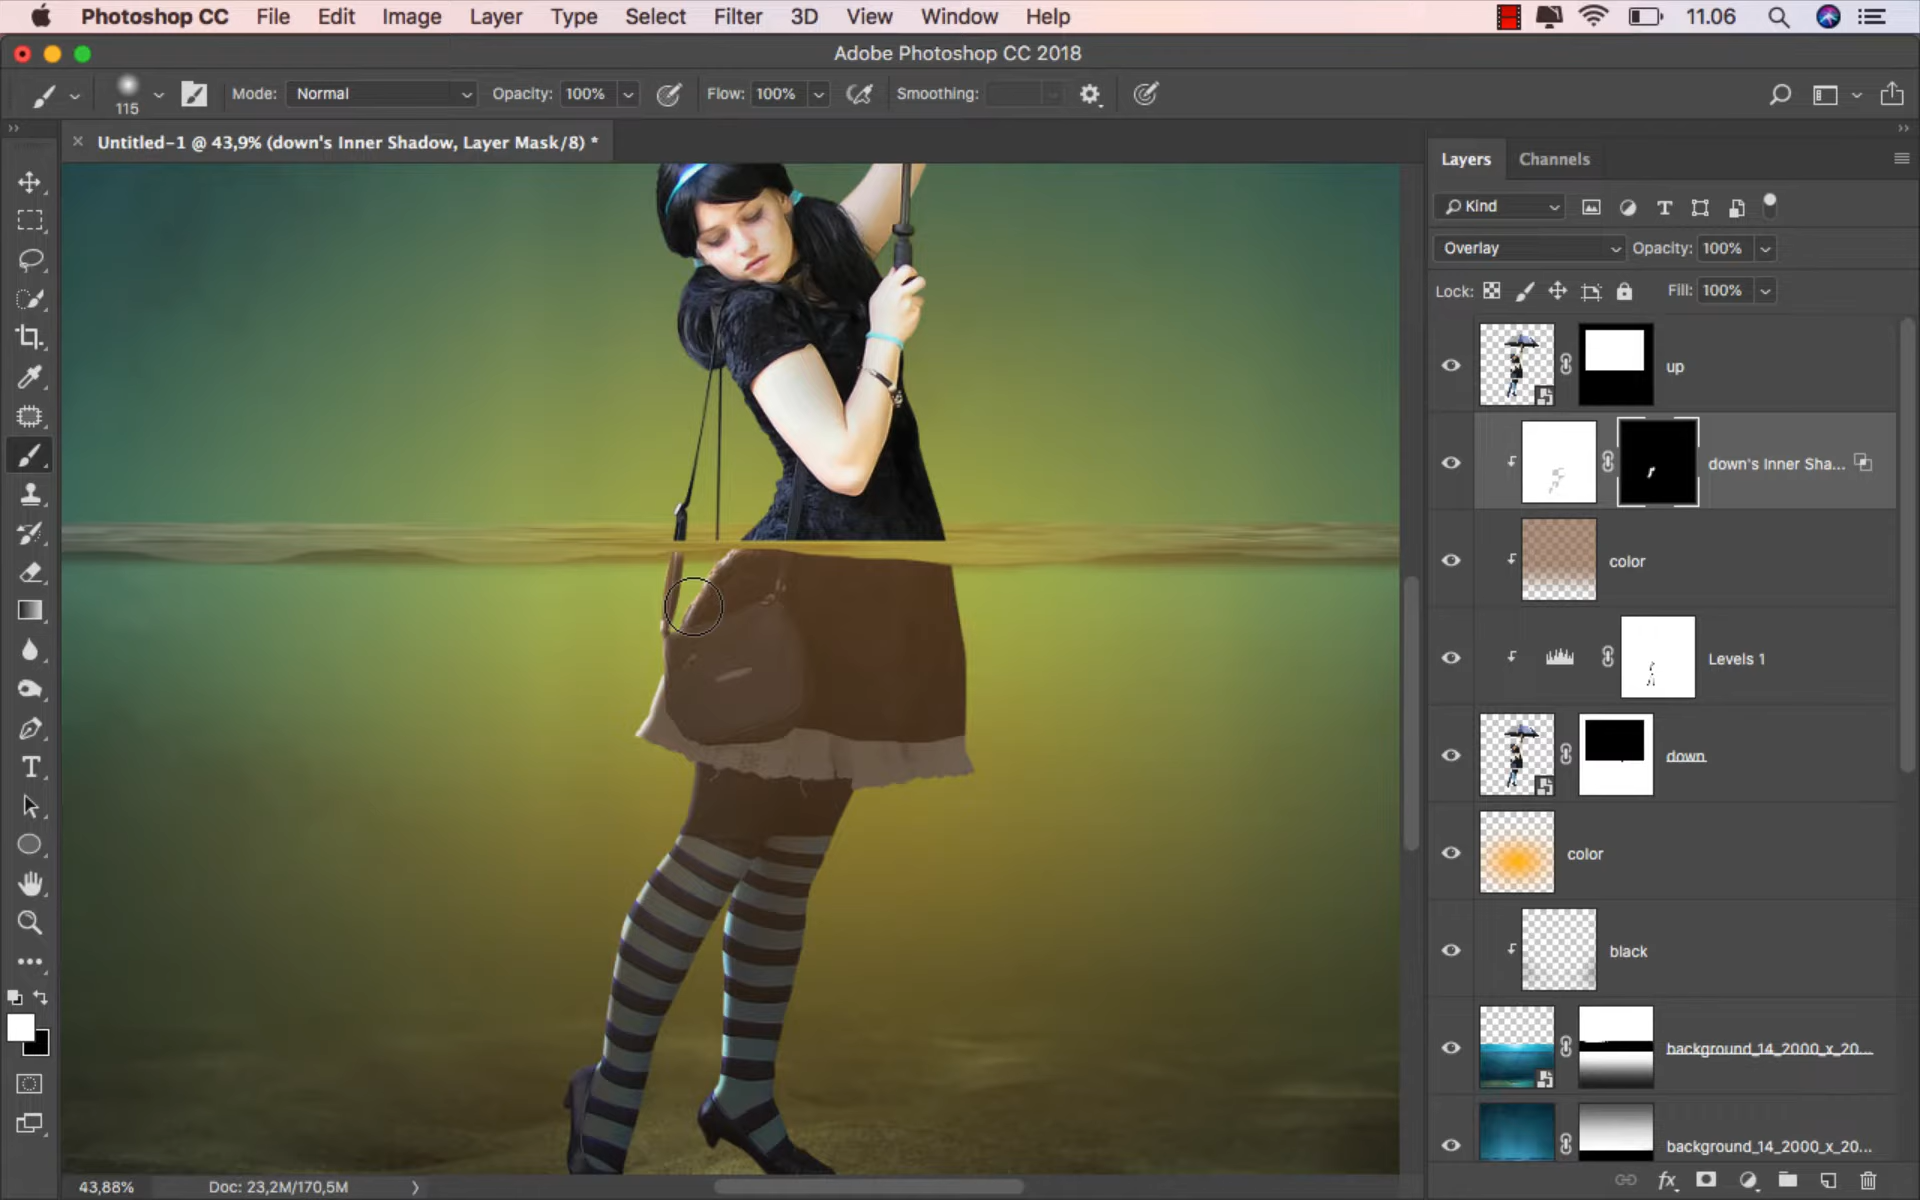 Photoshop CC File Edit Image Layer Type Select Filter 3D View Window Help 11.06
Adobe Photoshop CC 2018
115 Mode: Normal Opacity: 100% Flow: 100% Smoothing:
Untitled-1 @ 43,9% (down's Inner Shadow, Layer Mask/8) *
Layers Channels
Kind
Overlay Opacity: 100%
Lock: Fill: 100%
up
down's Inner Sha...
color
Levels 1
down
color
black
background_14_2000_x_20...
background_14_2000_x_20...
43,88% Doc: 23,2M/170,5M